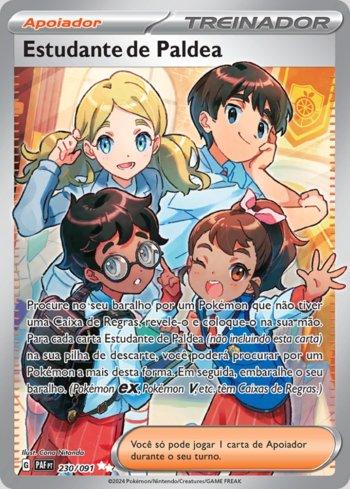 Apoiador
TREINADOR
Estudante de Paldea
Procure no seu baralho por um Pokémon que não tiver
uma Caixa de Regras, revele-o e coloque-o na sua mão.
Para cada carta Estudante de Paldea (não incluindo esta carta)
na sua pilha de descarte, você poderá procurar por
um Pokémon a mais desta forma. Em seguida, embaralhe o seu
baralho. (Pokémon ex, Pokémon V, etc. têm Caixas de Regras.)
Ilust. Cona Nitanda
G PAF PT 230/091
Você só pode jogar 1 carta de Apoiador
durante o seu turno.
©2024 Pokémon/Nintendo/Creatures/GAME FREAK